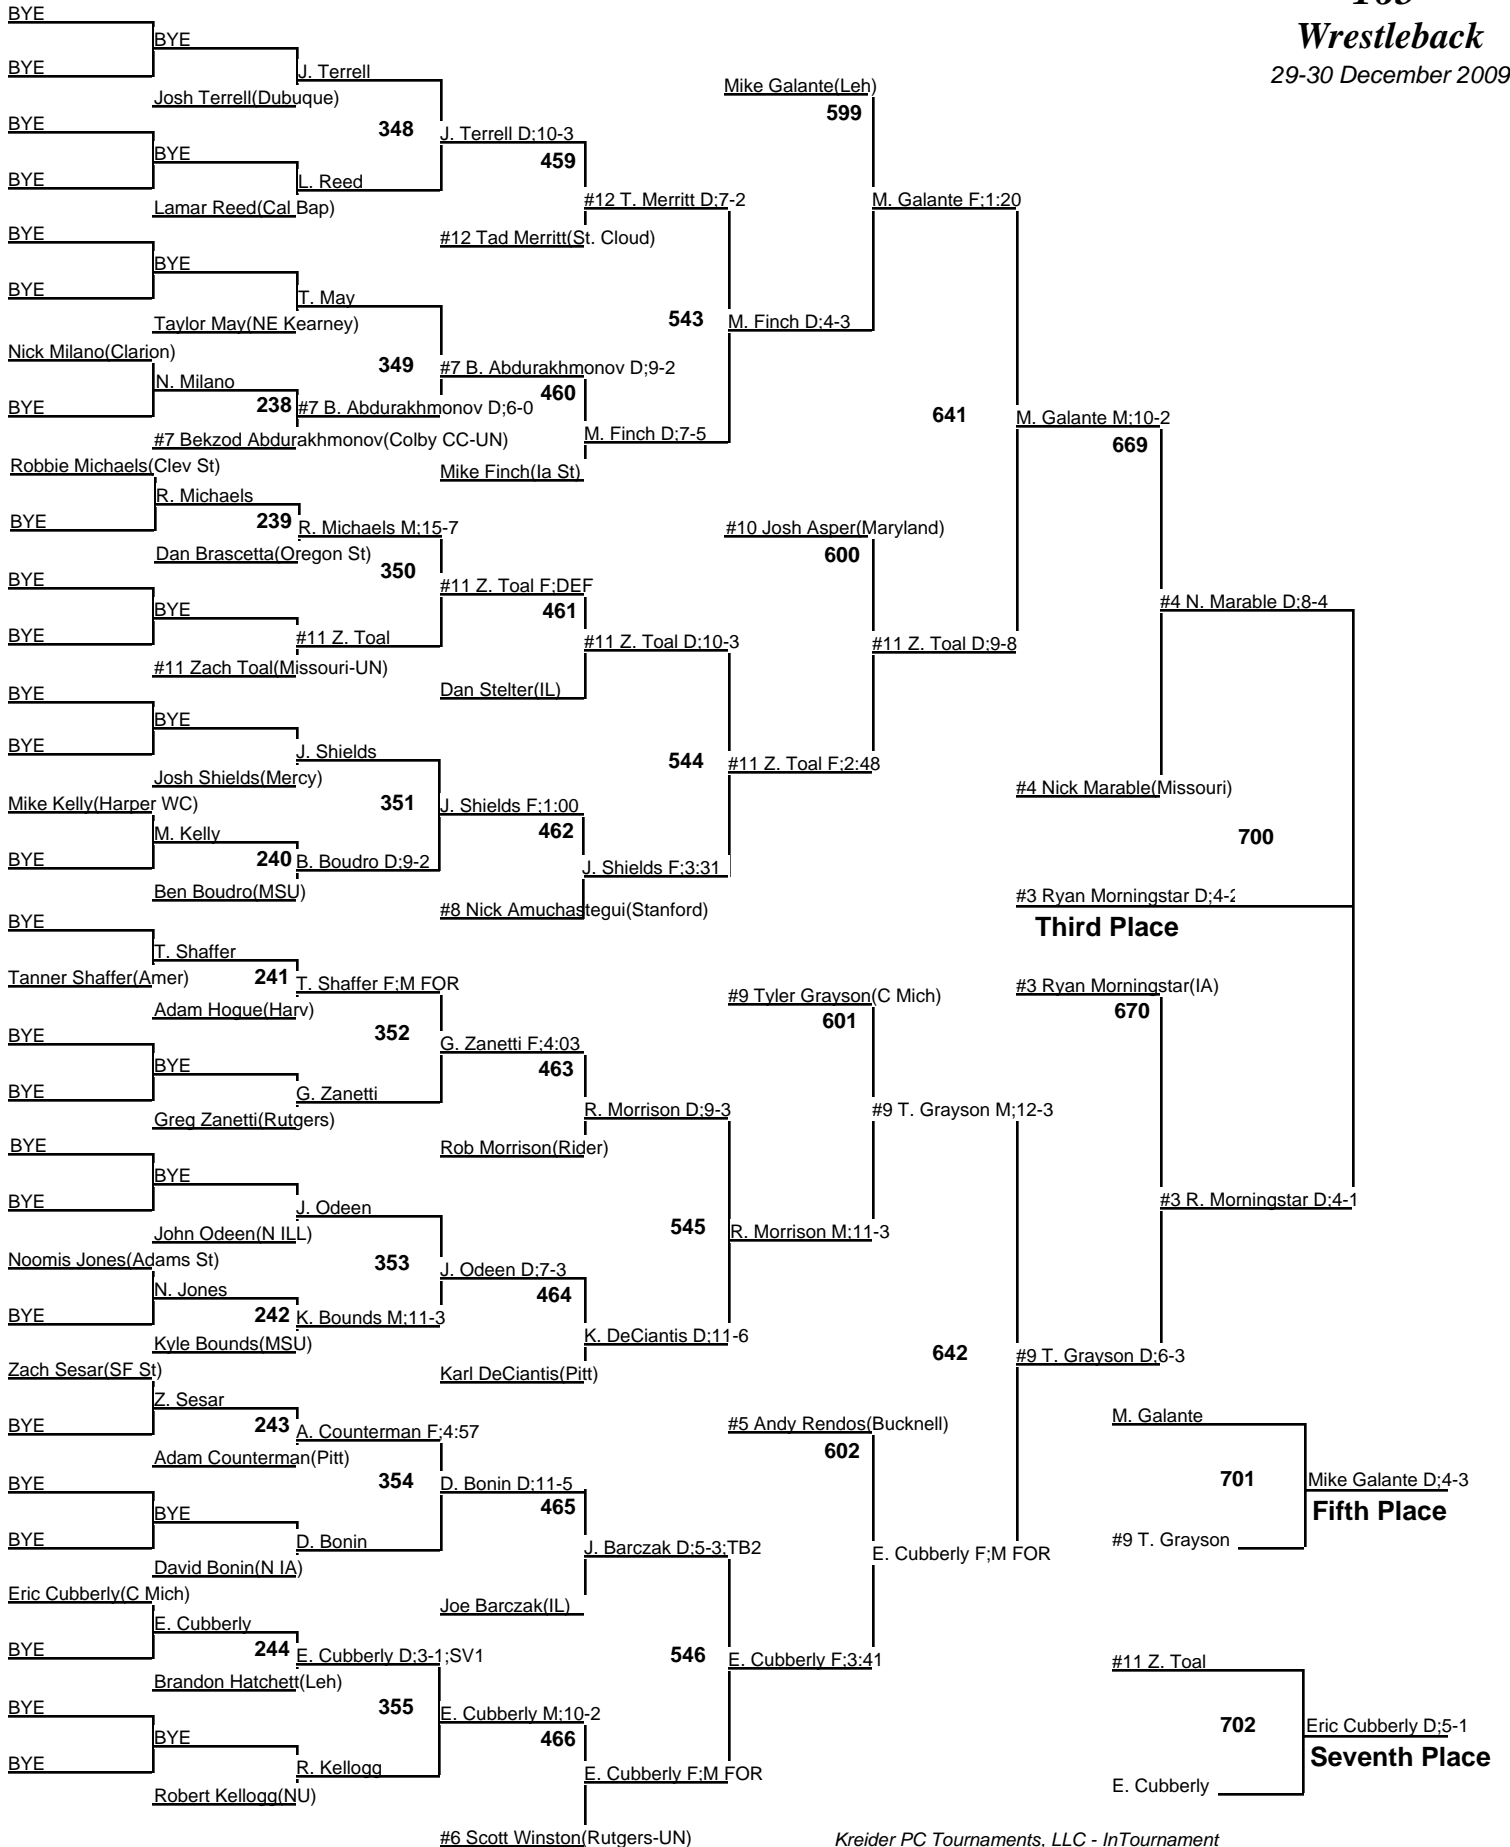 Wrestleback
29-30 December 2009
BYE
BYE
BYE
J. Terrell
Josh Terrell(Dubuque)
Mike Galante(Leh)
599
BYE
348
J. Terrell D;10-3
BYE
459
BYE
L. Reed
#12 T. Merritt D;7-2
M. Galante F;1:20
Lamar Reed(Cal Bap)
BYE
#12 Tad Merritt(St. Cloud)
BYE
BYE
T. May
Taylor May(NE Kearney)
543
M. Finch D;4-3
Nick Milano(Clarion)
349
#7 B. Abdurakhmonov D;9-2
N. Milano
460
BYE
238
#7 B. Abdurakhmonov D;6-0
641
M. Galante M;10-2
#7 Bekzod Abdurakhmonov(Colby CC-UN)
M. Finch D;7-5
669
Robbie Michaels(Clev St)
Mike Finch(Ia St)
R. Michaels
BYE
239
R. Michaels M;15-7
#10 Josh Asper(Maryland)
Dan Brascetta(Oregon St)
600
350
BYE
#11 Z. Toal F;DEF
BYE
461
#4 N. Marable D;8-4
BYE
#11 Z. Toal
#11 Z. Toal D;10-3
#11 Z. Toal D;9-8
#11 Zach Toal(Missouri-UN)
BYE
Dan Stelter(IL)
BYE
BYE
J. Shields
544
#11 Z. Toal F;2:48
Josh Shields(Mercy)
#4 Nick Marable(Missouri)
Mike Kelly(Harper WC)
351
J. Shields F;1:00
M. Kelly
462
700
BYE
240
B. Boudro D;9-2
J. Shields F;3:31
Ben Boudro(MSU)
#3 Ryan Morningstar D;4-2
#8 Nick Amuchastegui(Stanford)
BYE
Third Place
T. Shaffer
Tanner Shaffer(Amer)
241
T. Shaffer F;M FOR
#9 Tyler Grayson(C Mich)
#3 Ryan Morningstar(IA)
Adam Hogue(Harv)
601
670
BYE
352
G. Zanetti F;4:03
BYE
463
BYE
G. Zanetti
R. Morrison D;9-3
#9 T. Grayson M;12-3
Greg Zanetti(Rutgers)
BYE
Rob Morrison(Rider)
BYE
BYE
J. Odeen
#3 R. Morningstar D;4-1
John Odeen(N ILL)
545
R. Morrison M;11-3
Noomis Jones(Adams St)
353
J. Odeen D;7-3
N. Jones
464
BYE
242
K. Bounds M;11-3
K. DeCiantis D;11-6
Kyle Bounds(MSU)
642
#9 T. Grayson D;6-3
Zach Sesar(SF St)
Karl DeCiantis(Pitt)
Z. Sesar
M. Galante
BYE
243
A. Counterman F;4:57
#5 Andy Rendos(Bucknell)
Adam Counterman(Pitt)
602
BYE
354
D. Bonin D;11-5
701
Mike Galante D;4-3
BYE
465
Fifth Place
BYE
D. Bonin
J. Barczak D;5-3;TB2
E. Cubberly F;M FOR
#9 T. Grayson
David Bonin(N IA)
Eric Cubberly(C Mich)
Joe Barczak(IL)
E. Cubberly
BYE
244
E. Cubberly D;3-1;SV1
546
E. Cubberly F;3:41
#11 Z. Toal
Brandon Hatchett(Leh)
BYE
355
E. Cubberly M;10-2
702
Eric Cubberly D;5-1
BYE
466
Seventh Place
BYE
R. Kellogg
E. Cubberly F;M FOR
E. Cubberly
Robert Kellogg(NU)
#6 Scott Winston(Rutgers-UN)
Kreider PC Tournaments, LLC - InTournament